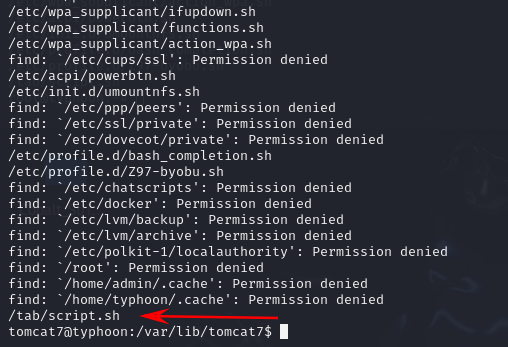 /etc/wpa_supplicant/ifupdown.sh
/etc/wpa_supplicant/functions.sh
/etc/wpa_supplicant/action_wpa.sh
find: `/etc/cups/ssl': Permission denied
/etc/acpi/powerbtn.sh
/etc/init.d/umountnfs.sh
find: `/etc/ppp/peers': Permission denied
find: `/etc/ssl/private': Permission denied
find: `/etc/dovecot/private': Permission denied
/etc/profile.d/bash_completion.sh
/etc/profile.d/Z97-byobu.sh
find: `/etc/chatscripts': Permission denied
find: `/etc/docker': Permission denied
find: `/etc/lvm/backup': Permission denied
find: `/etc/lvm/archive': Permission denied
find: `/etc/polkit-1/localauthority': Permission denied
find: `/root': Permission denied
find: `/home/admin/.cache': Permission denied
find: `/home/typhoon/.cache': Permission denied
/tab/script.sh
tomcat7@typhoon:/var/lib/tomcat7$